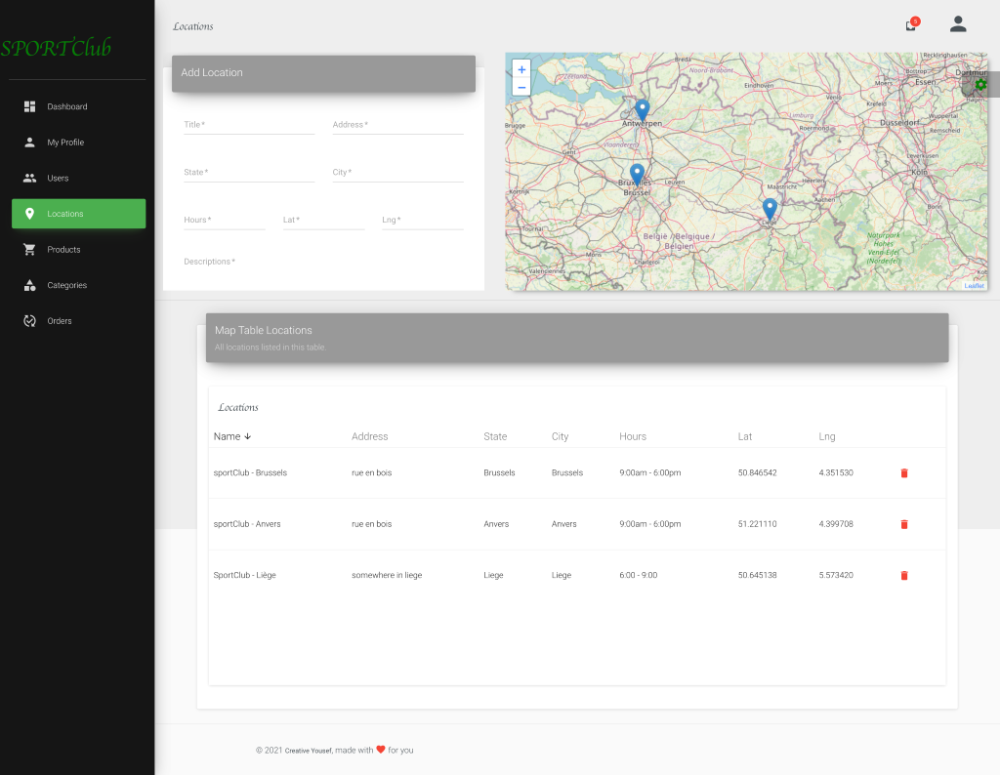 SPORTClub
Dashboard
My Profile
Users
Locations
Products
Categories
Orders
Locations
5
Add Location
Title *
Address *
State *
City *
Hours *
Lat *
Lng *
Descriptions *
+
−
Breda
Noord-Brabant
Eindhoven
Recklinghausen
Bottrop
Essen
Dortmun
Hagen
Moers
Venlo
Krefeld
Wuppertal
Remscheid
Düsseldorf
Zeeland
Brugge
Antwerpen
Limburg
Roermond
Gent
Vlaanderen
Leverkusen
Köln
Bruxelles
Brussel
Leuven
Maastricht
Heerlen
Aachen
Bonn
Kortrijk
Tournai
Liège
België / Belgique /
Belgien
Mons
Charleroi
Valenciennes
Naturpark
Hohes
Venn-Eifel
(Nordeifel)
Leaflet
Map Table Locations
All locations listed in this table.
Locations
Name ↓ Address State City Hours Lat Lng
sportClub - Brussels rue en bois Brussels Brussels 9:00am - 6:00pm 50.846542 4.351530
sportClub - Anvers rue en bois Anvers Anvers 9:00am - 6:00pm 51.221110 4.399708
SportClub - Liège somewhere in liege Liege Liege 6:00 - 9:00 50.645138 5.573420
© 2021 Creative Yousef, made with ❤ for you